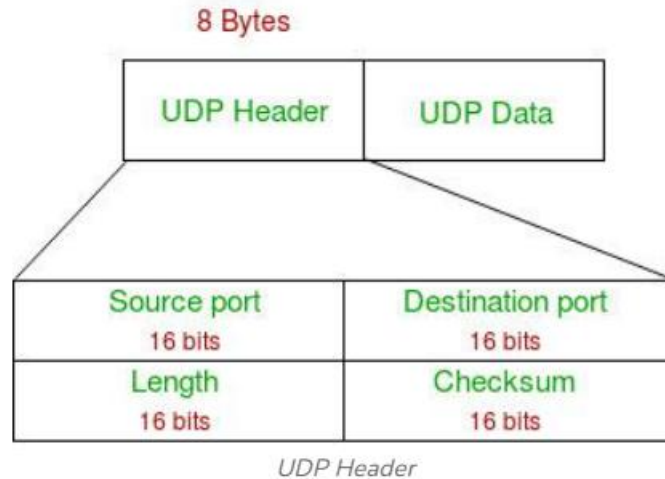 8 Bytes
UDP Header UDP Data
Source port Destination port
16 bits 16 bits
Length Checksum
16 bits 16 bits
UDP Header